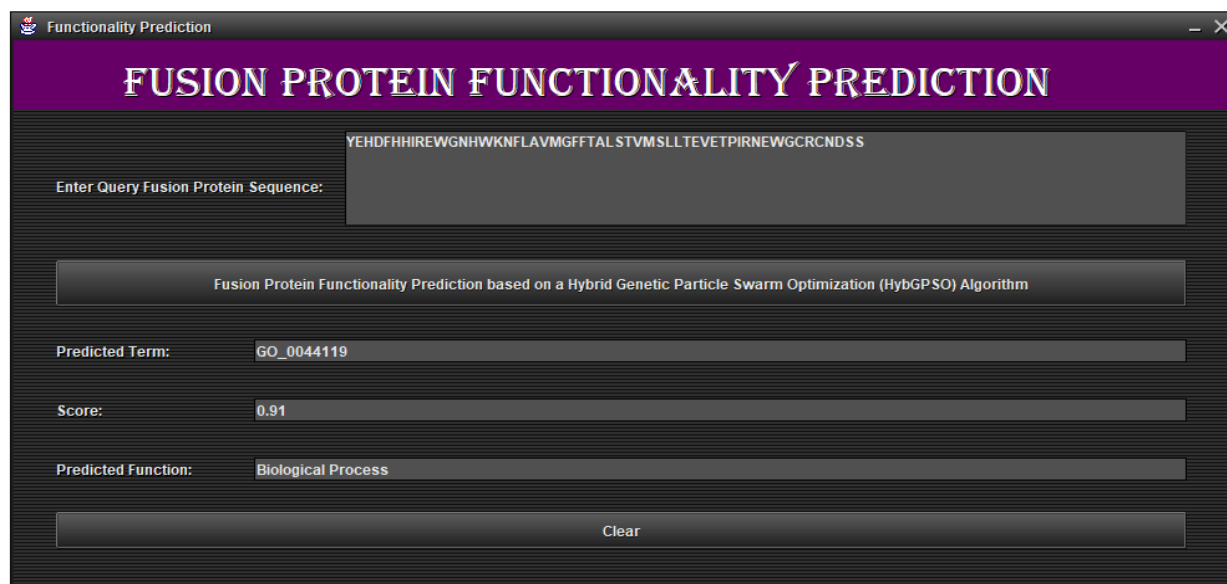 Functionality Prediction
FUSION PROTEIN FUNCTIONALITY PREDICTION
YEHDFHHIREWGNHWKNFLAVMGFFTALSTVMSLLTEVETPIRNEWGCRCNDSS
Enter Query Fusion Protein Sequence:
Fusion Protein Functionality Prediction based on a Hybrid Genetic Particle Swarm Optimization (HybGPSO) Algorithm
Predicted Term: GO_0044119
Score: 0.91
Predicted Function: Biological Process
Clear